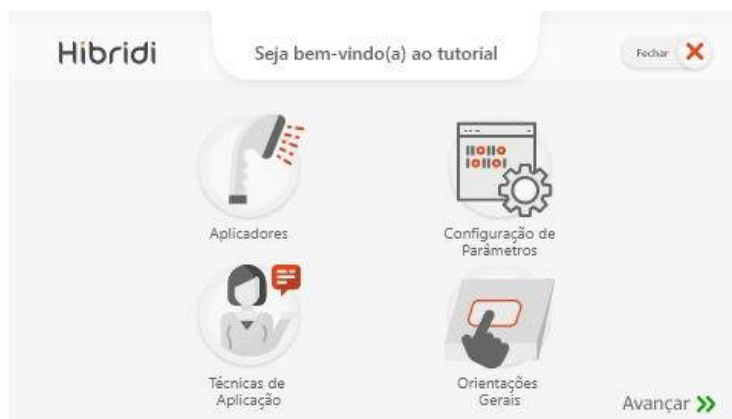 Hibridi
Seja bem-vindo(a) ao tutorial
Fechar
Aplicadores
Configuração de
Parâmetros
Técnicas de
Aplicação
Orientações
Gerais
Avançar